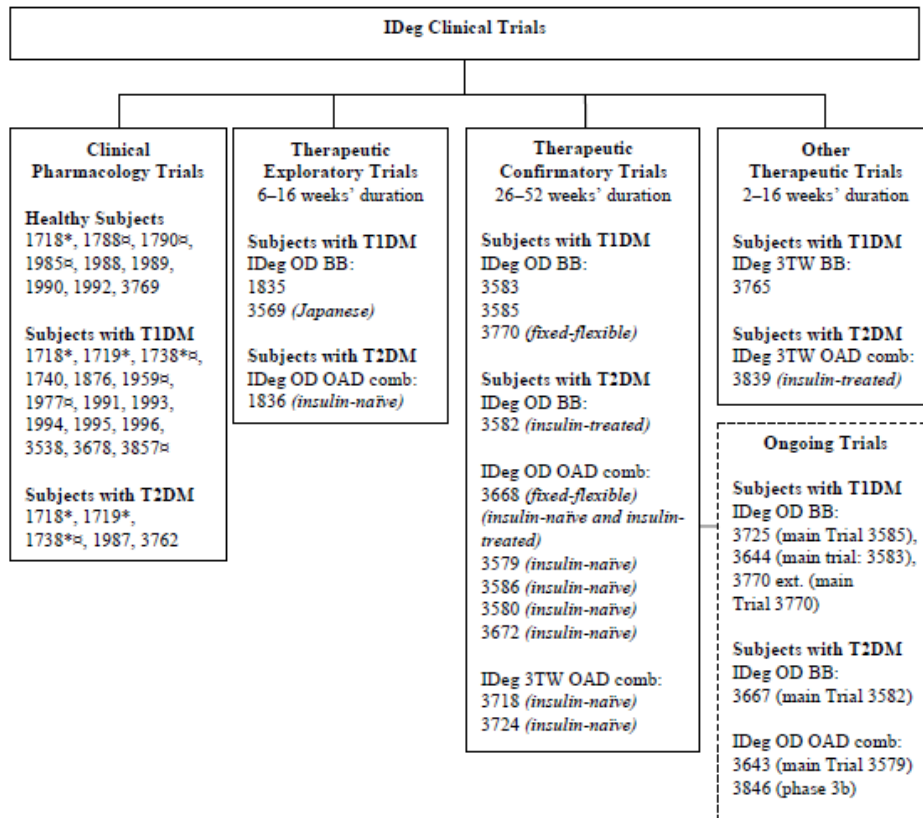 IDeg Clinical Trials
Clinical
Pharmacology Trials
Healthy Subjects
1718*, 1788¤, 1790¤,
1985¤, 1988, 1989,
1990, 1992, 3769
Subjects with T1DM
1718*, 1719*, 1738*¤,
1740, 1876, 1959¤,
1977¤, 1991, 1993,
1994, 1995, 1996,
3538, 3678, 3857¤
Subjects with T2DM
1718*, 1719*,
1738*¤, 1987, 3762
Therapeutic
Exploratory Trials
6–16 weeks’ duration
Subjects with T1DM
IDeg OD BB:
1835
3569 (Japanese)
Subjects with T2DM
IDeg OD OAD comb:
1836 (insulin-naïve)
Therapeutic
Confirmatory Trials
26–52 weeks’ duration
Subjects with T1DM
IDeg OD BB:
3583
3585
3770 (fixed-flexible)
Subjects with T2DM
IDeg OD BB:
3582 (insulin-treated)
IDeg OD OAD comb:
3668 (fixed-flexible)
(insulin-naïve and insulin-
treated)
3579 (insulin-naïve)
3586 (insulin-naïve)
3580 (insulin-naïve)
3672 (insulin-naïve)
IDeg 3TW OAD comb:
3718 (insulin-naïve)
3724 (insulin-naïve)
Other
Therapeutic Trials
2–16 weeks’ duration
Subjects with T1DM
IDeg 3TW BB:
3765
Subjects with T2DM
IDeg 3TW OAD comb:
3839 (insulin-treated)
Ongoing Trials
Subjects with T1DM
IDeg OD BB:
3725 (main Trial 3585),
3644 (main trial: 3583),
3770 ext. (main
Trial 3770)
Subjects with T2DM
IDeg OD BB:
3667 (main Trial 3582)
IDeg OD OAD comb:
3643 (main Trial 3579)
3846 (phase 3b)